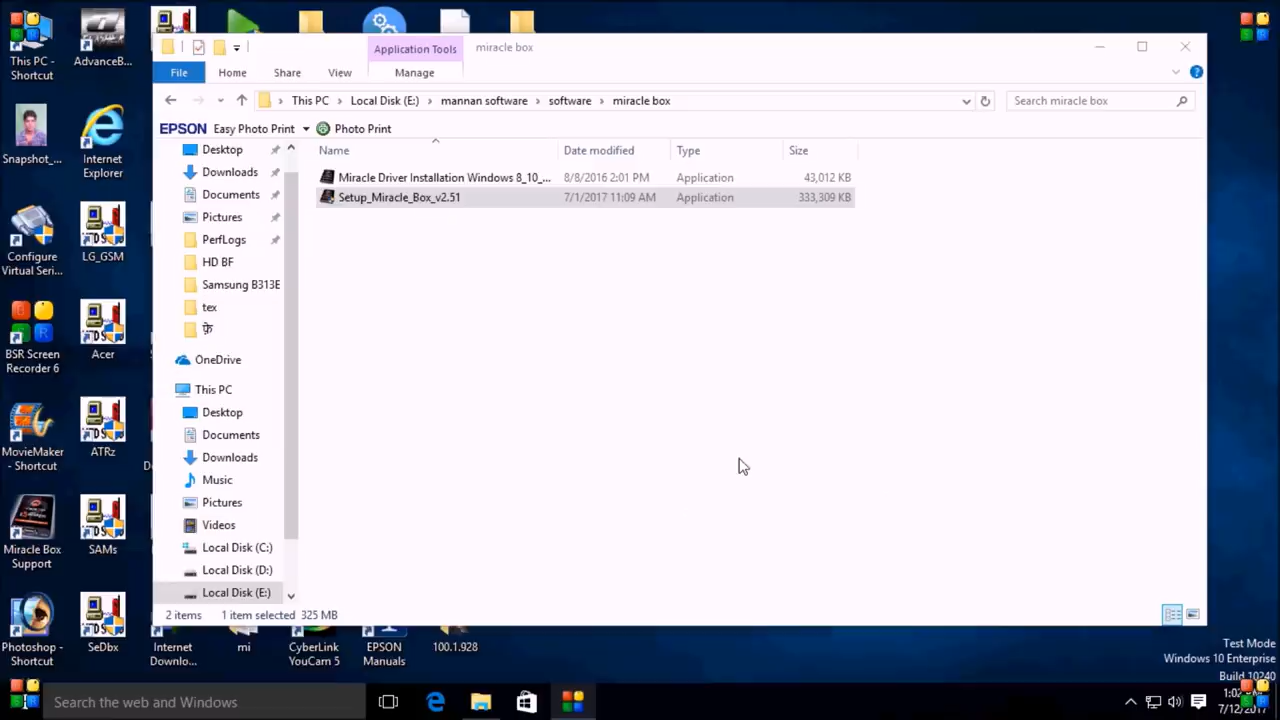 Application Tools
miracle box
File
Home
Share
View
Manage
This PC
Local Disk (E:)
mannan software
software
miracle box
Search miracle box
EPSON
Easy Photo Print
Photo Print
Name
Date modified
Type
Size
Miracle Driver Installation Windows 8_10_...
8/8/2016 2:01 PM
Application
43,012 KB
Setup_Miracle_Box_v2.51
7/1/2017 11:09 AM
Application
333,309 KB
Desktop
Downloads
Documents
Pictures
PerfLogs
HD BF
Samsung B313E
tex
OneDrive
This PC
Desktop
Documents
Downloads
Music
Pictures
Videos
Local Disk (C:)
Local Disk (D:)
Local Disk (E:)
2 items
1 item selected 325 MB
This PC -
Shortcut
AdvanceB...
Snapshot_...
Internet
Explorer
Configure
Virtual Seri...
LG_GSM
BSR Screen
Recorder 6
Acer
MovieMaker
- Shortcut
ATRz
Miracle Box
Support
SAMs
Photoshop -
Shortcut
SeDbx
Internet
Downlo...
mi
CyberLink
YouCam 5
EPSON
Manuals
100.1.928
Test Mode
Windows 10 Enterprise
Build 10240
Search the web and Windows